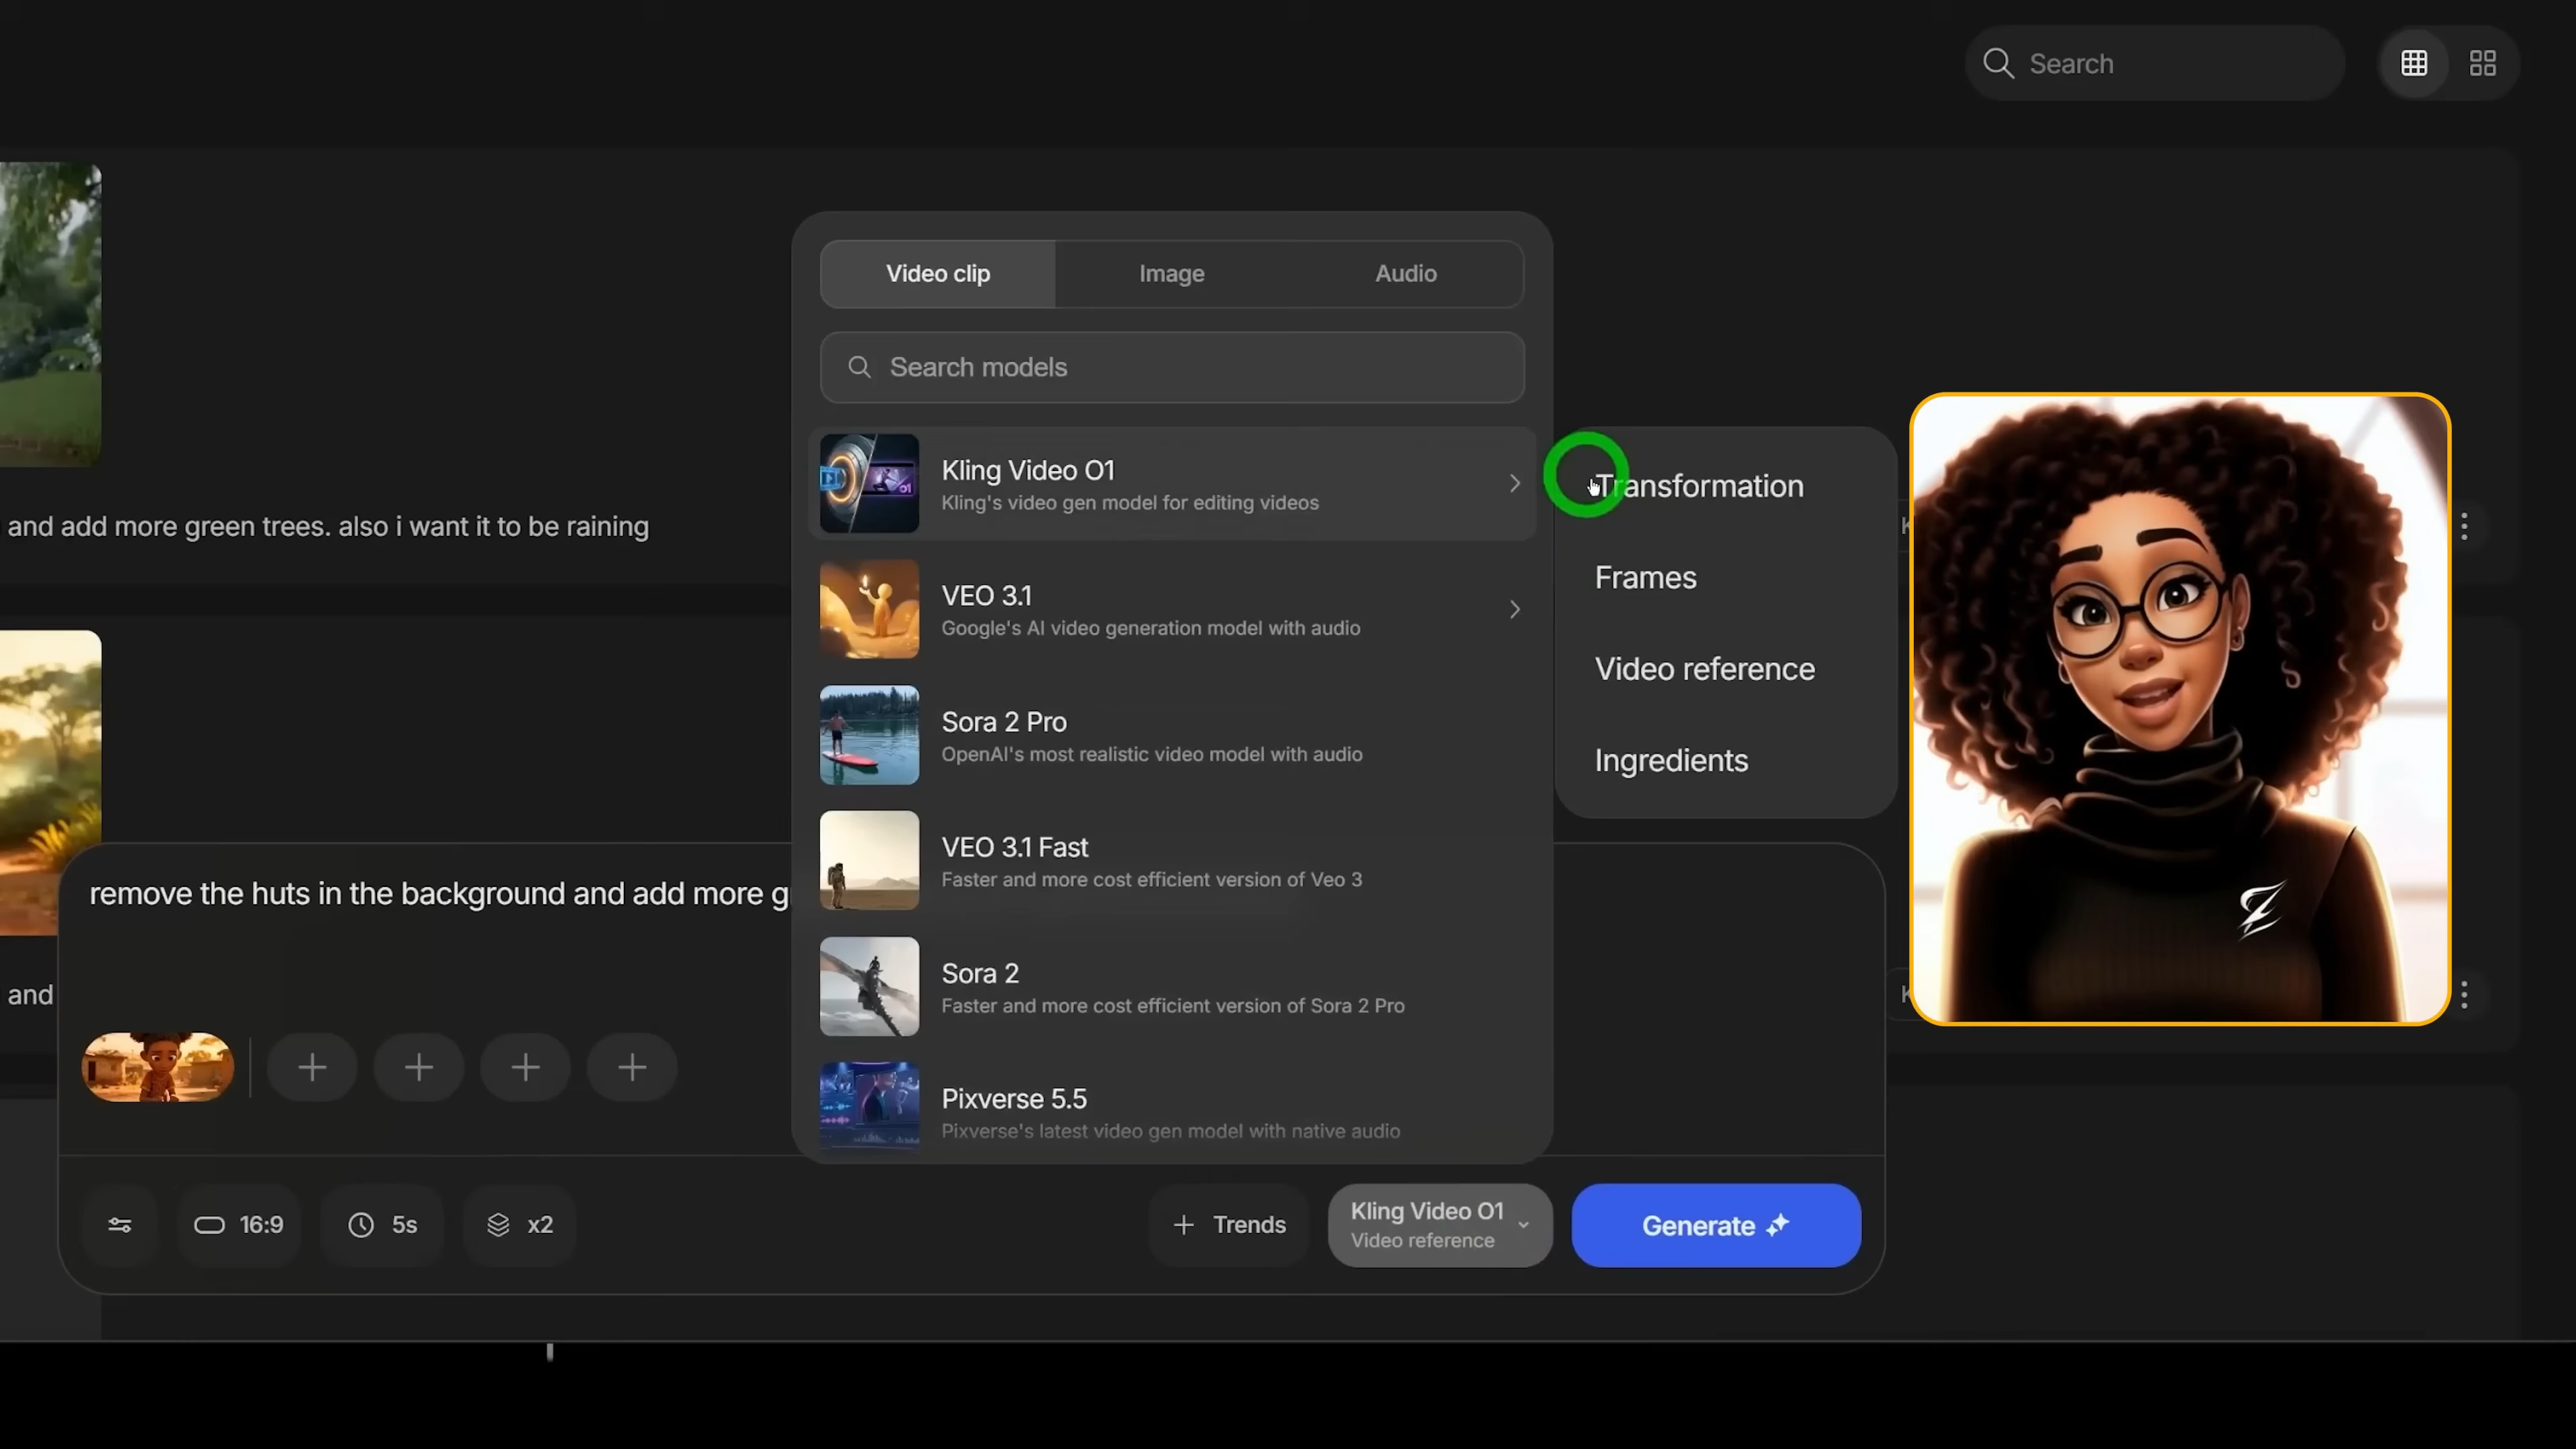 Search
Video clip
Image
Audio
Search models
Kling Video O1
Kling's video gen model for editing videos
VEO 3.1
Google's AI video generation model with audio
Sora 2 Pro
OpenAI's most realistic video model with audio
VEO 3.1 Fast
Faster and more cost efficient version of Veo 3
Sora 2
Faster and more cost efficient version of Sora 2 Pro
Pixverse 5.5
Pixverse's latest video gen model with native audio
Transformation
Frames
Video reference
Ingredients
and add more green trees. also i want it to be raining
remove the huts in the background and add more
and
16:9
5s
x2
Trends
Kling Video O1
Video reference
Generate